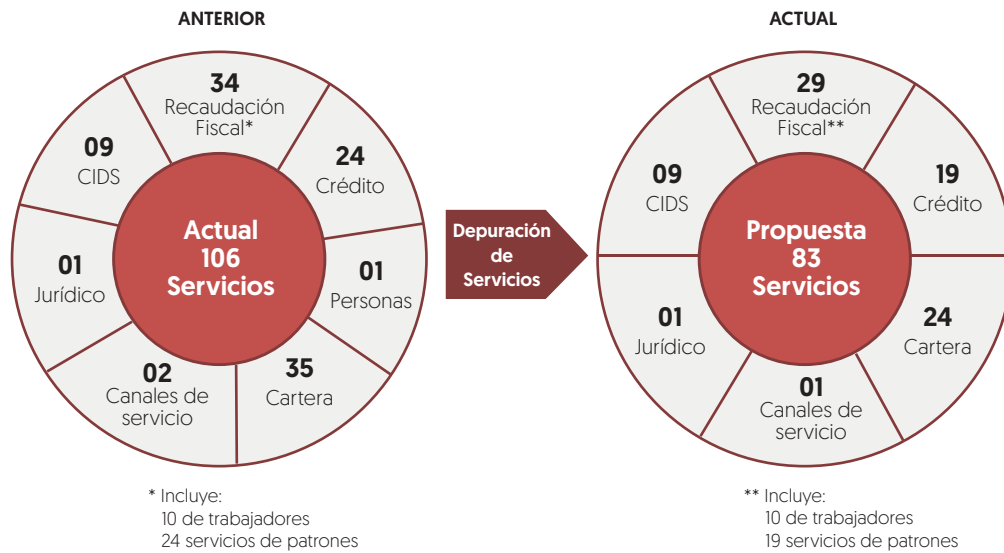 ANTERIOR
34
Recaudación
Fiscal*
24
Crédito
01
Personas
35
Cartera
02
Canales de
servicio
01
Jurídico
09
CIDS
Actual
106
Servicios
* Incluye:
10 de trabajadores
24 servicios de patrones
Depuración
de
Servicios
ACTUAL
29
Recaudación
Fiscal**
19
Crédito
24
Cartera
01
Canales de
servicio
01
Jurídico
09
CIDS
Propuesta
83
Servicios
** Incluye:
10 de trabajadores
19 servicios de patrones